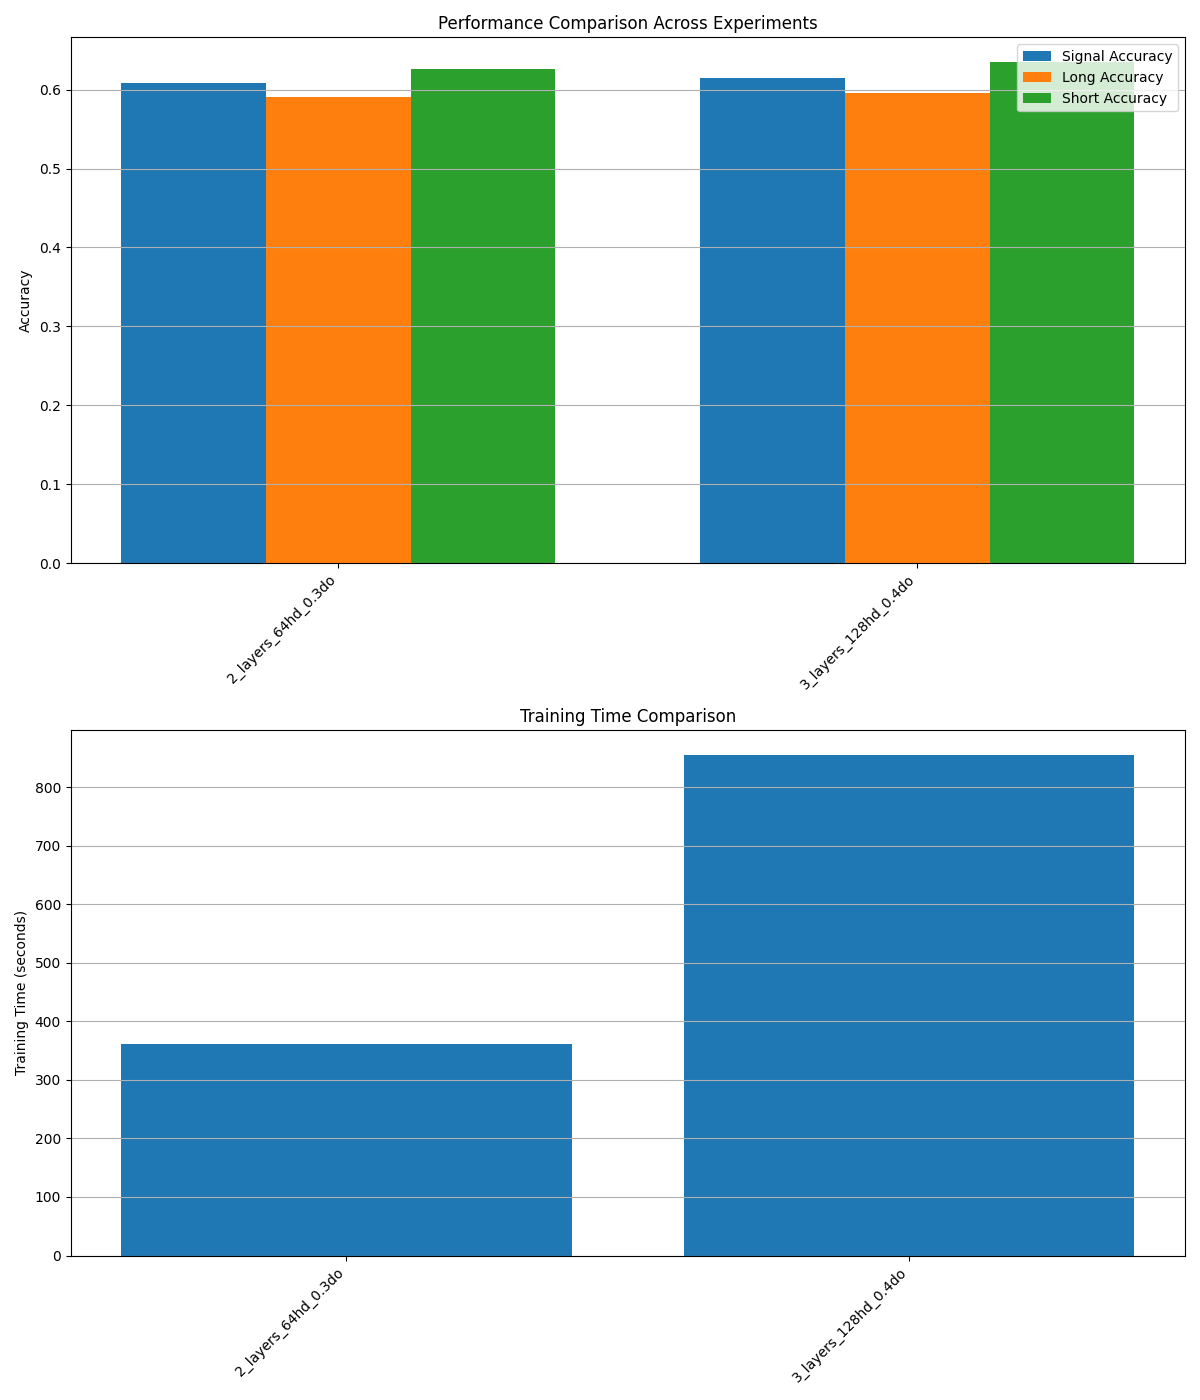 Performance Comparison Across Experiments
Signal Accuracy
Long Accuracy
Short Accuracy
Accuracy
0.6
0.5
0.4
0.3
0.2
0.1
0.0
2_layers_64hd_0.3do
3_layers_128hd_0.4do
Training Time Comparison
Training Time (seconds)
800
700
600
500
400
300
200
100
0
2_layers_64hd_0.3do
3_layers_128hd_0.4do